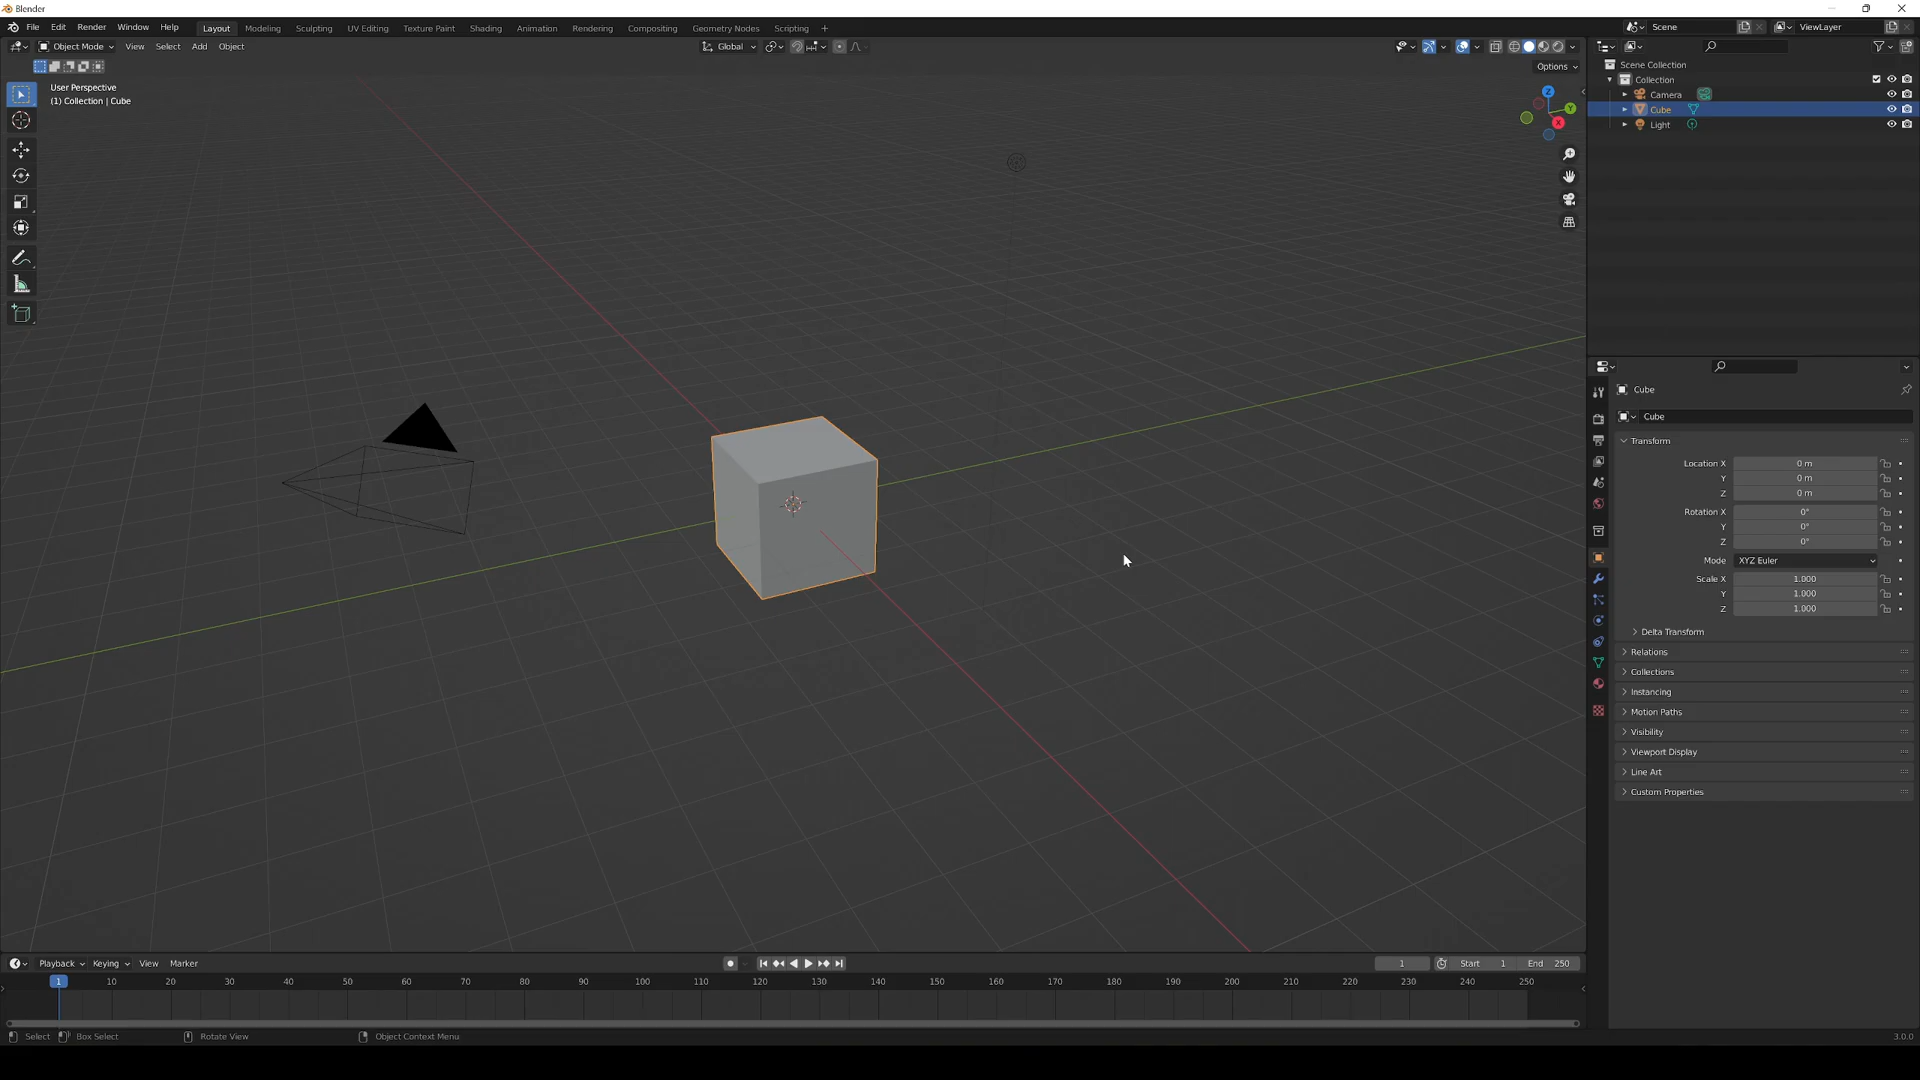 Blender
File Edit Render Window Help Layout Modeling Sculpting UV Editing Texture Paint Shading Animation Rendering Compositing Geometry Nodes Scripting + Scene ViewLayer
Object Mode View Select Add Object Global
Options
User Perspective
(1) Collection | Cube
Z
Y
X
Scene Collection
Collection
Camera
Cube
Light
Cube
Cube
Transform
Location X 0 m
Y 0 m
Z 0 m
Rotation X 0°
Y 0°
Z 0°
Mode XYZ Euler
Scale X 1.000
Y 1.000
Z 1.000
Delta Transform
Relations
Collections
Instancing
Motion Paths
Visibility
Viewport Display
Line Art
Custom Properties
Playback Keying View Marker 1 Start 1 End 250
1 10 20 30 40 50 60 70 80 90 100 110 120 130 140 150 160 170 180 190 200 210 220 230 240 250
Select Box Select Rotate View Object Context Menu 3.0.0